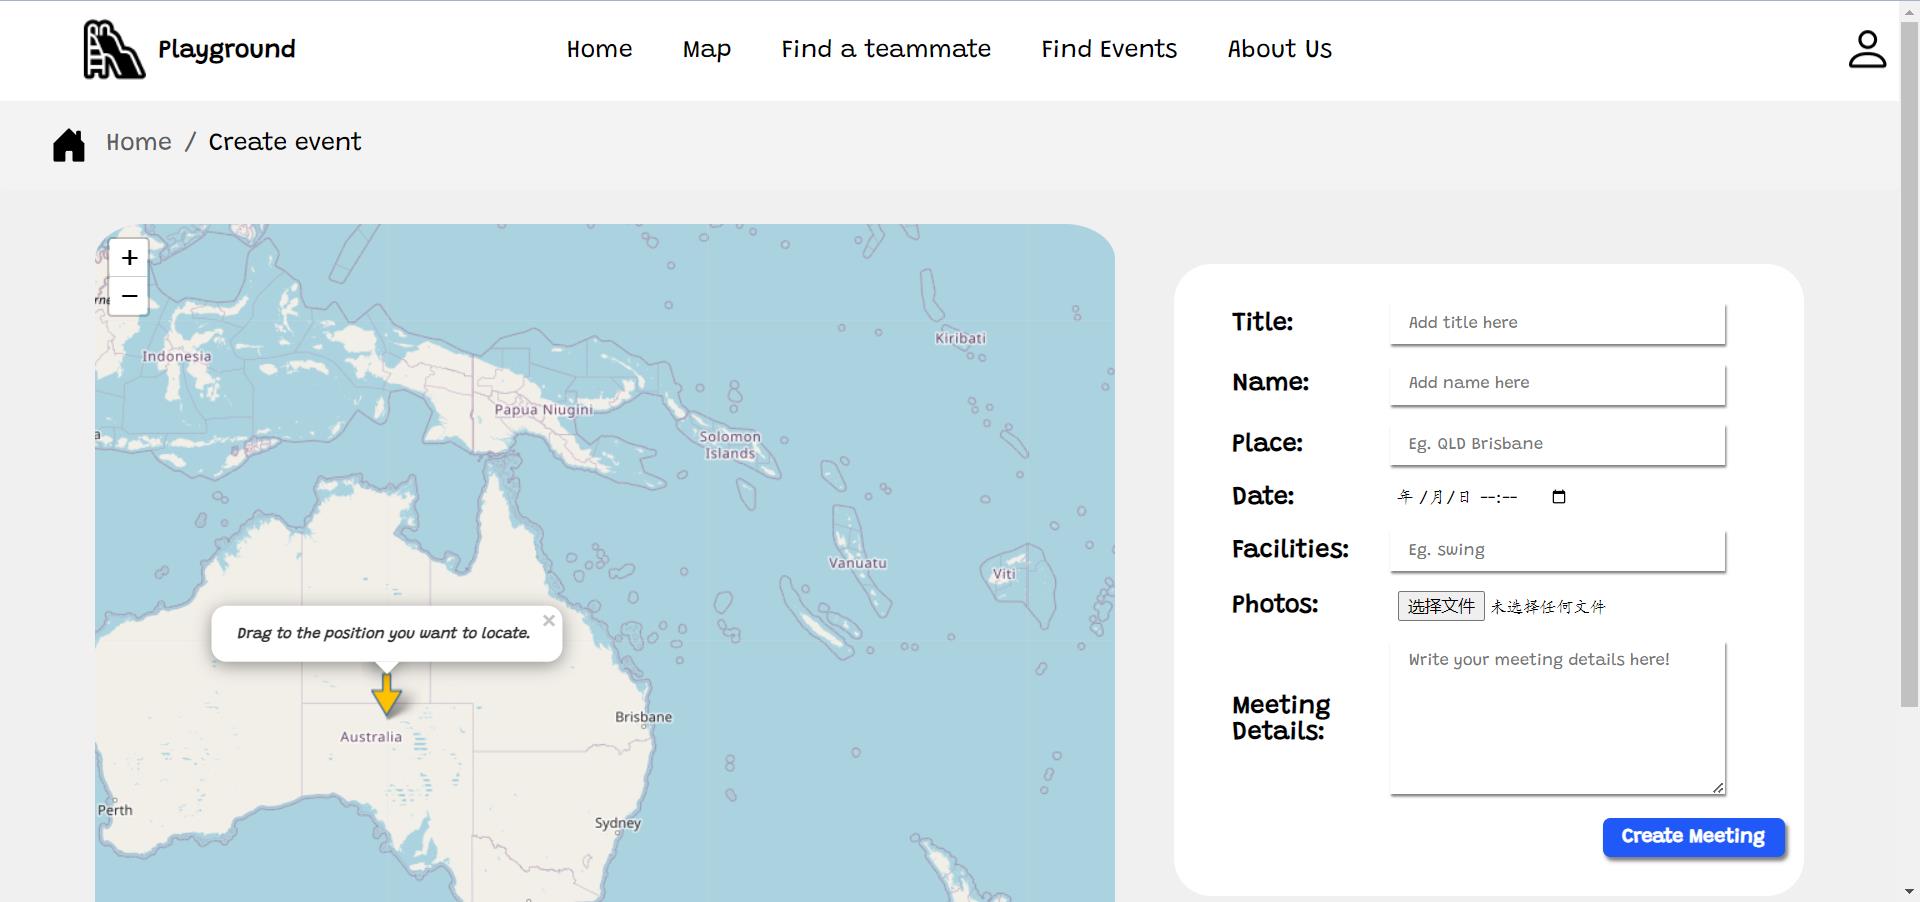 Playground
Home
Map
Find a teammate
Find Events
About Us
Home / Create event
+
−
Indonesia
Kiribati
Papua Niugini
Solomon
Islands
Vanuatu
Viti
Drag to the position you want to locate.
×
Brisbane
Australia
Perth
Sydney
Title:
Add title here
Name:
Add name here
Place:
Eg. QLD Brisbane
Date:
年 /月/日 --:--
Facilities:
Eg. swing
Photos:
选择文件 未选择任何文件
Meeting
Details:
Write your meeting details here!
Create Meeting